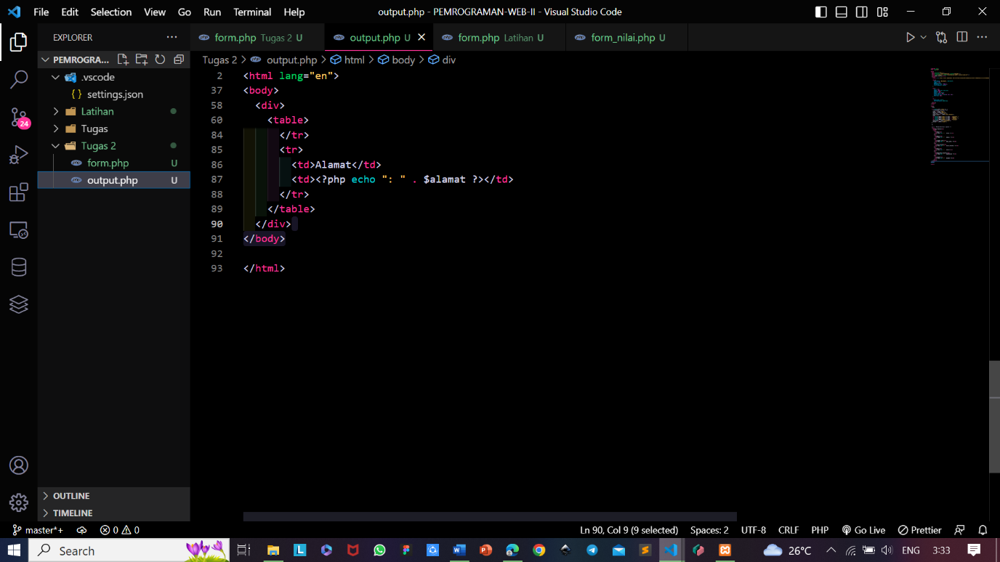 File Edit Selection View Go Run Terminal Help output.php - PEMROGRAMAN-WEB-II - Visual Studio Code
EXPLORER
form.php Tugas 2 U output.php U form.php Latihan U form_nilai.php U
PEMROGRA...
Tugas 2 > output.php > html > body > div
.vscode
{} settings.json
Latihan
Tugas
Tugas 2
form.php U
output.php U
24
2 <html lang="en">
37 <body>
58 <div>
60 <table>
84 </tr>
85 <tr>
86 <td>Alamat</td>
87 <td><?php echo ": " . $alamat ?></td>
88 </tr>
89 </table>
90 </div>
91 </body>
92
93 </html>
OUTLINE
TIMELINE
master*+ 0 0 Ln 90, Col 9 (9 selected) Spaces: 2 UTF-8 CRLF PHP Go Live Prettier
Search 26°C ENG 3:33